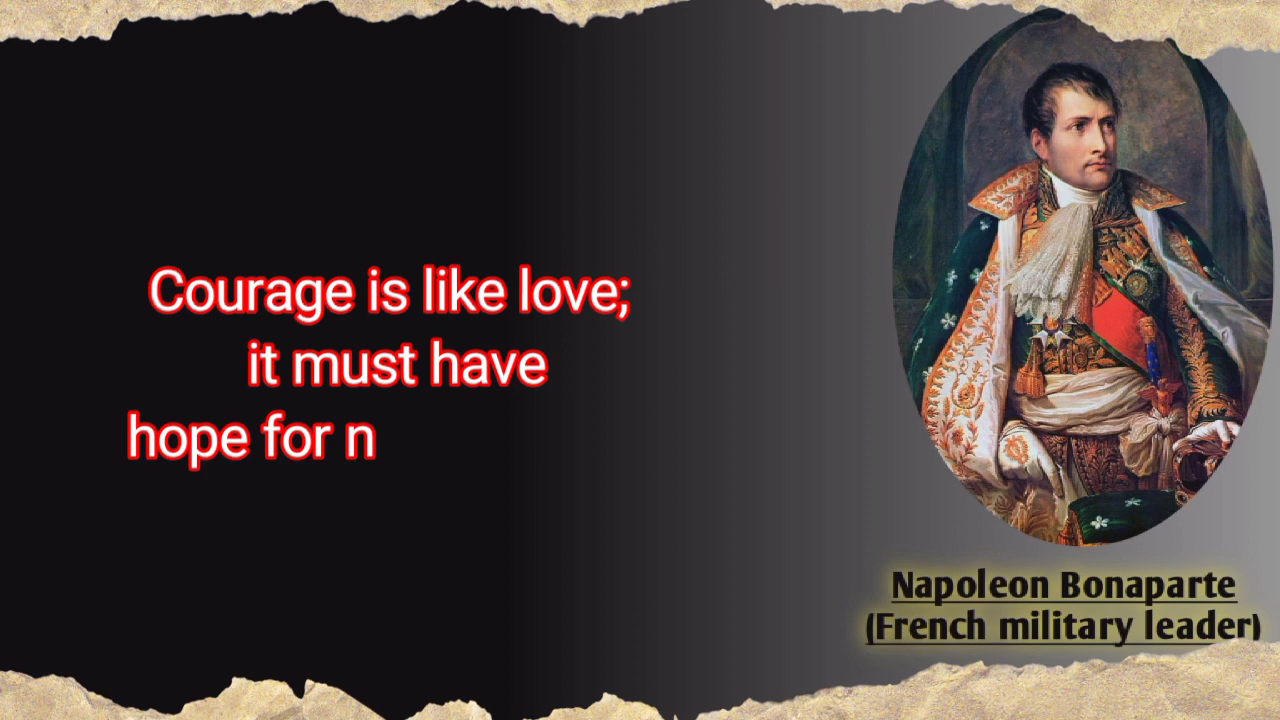 Courage is like love;
it must have
hope for n
Napoleon Bonaparte
(French military leader)